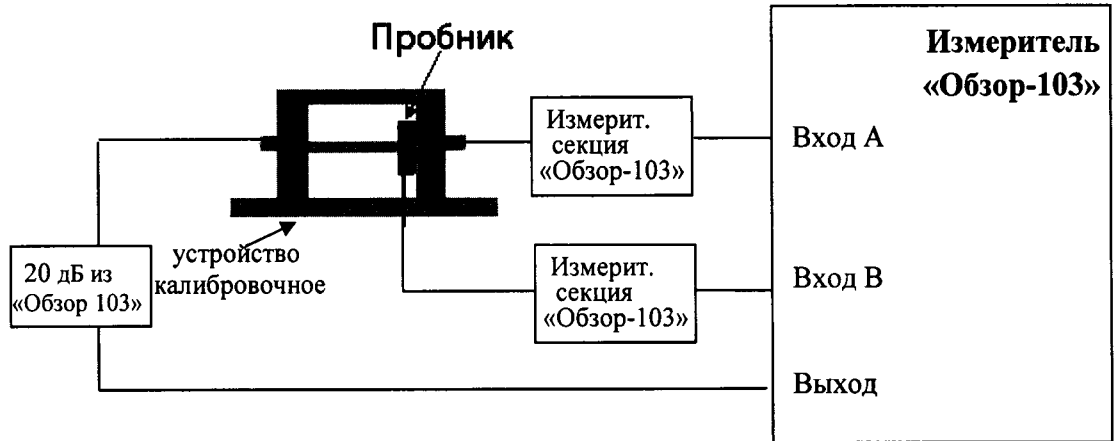 Пробник
Измеритель
«Обзор-103»
Измерит.
секция
«Обзор-103»
Вход А
устройство
калибровочное
20 дБ из
«Обзор 103»
Измерит.
секция
«Обзор-103»
Вход В
Выход